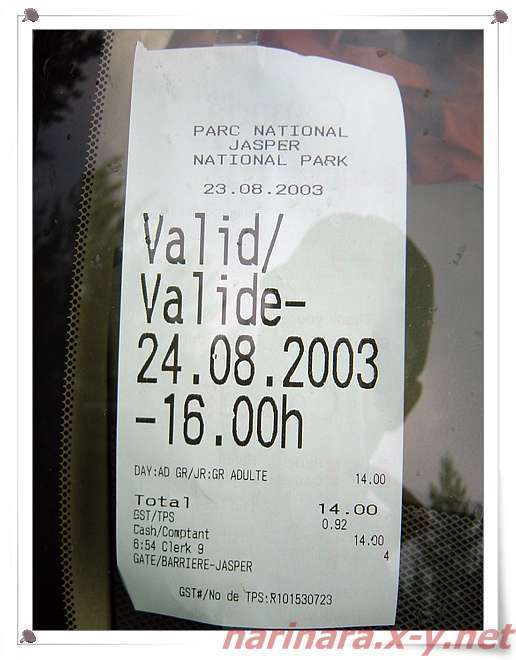 PARC NATIONAL
JASPER
NATIONAL PARK
23.08.2003
Valid/
Valide-
24.08.2003
-16.00h
DAY:AD GR/JR:GR ADULTE 14.00
Total 14.00
GST/TPS 0.92
Cash/Comptant 14.00
8:54 Clerk 9 4
GATE/BARRIERE-JASPER
GST#/No de TPS:R101530723
narinara.x-y.net